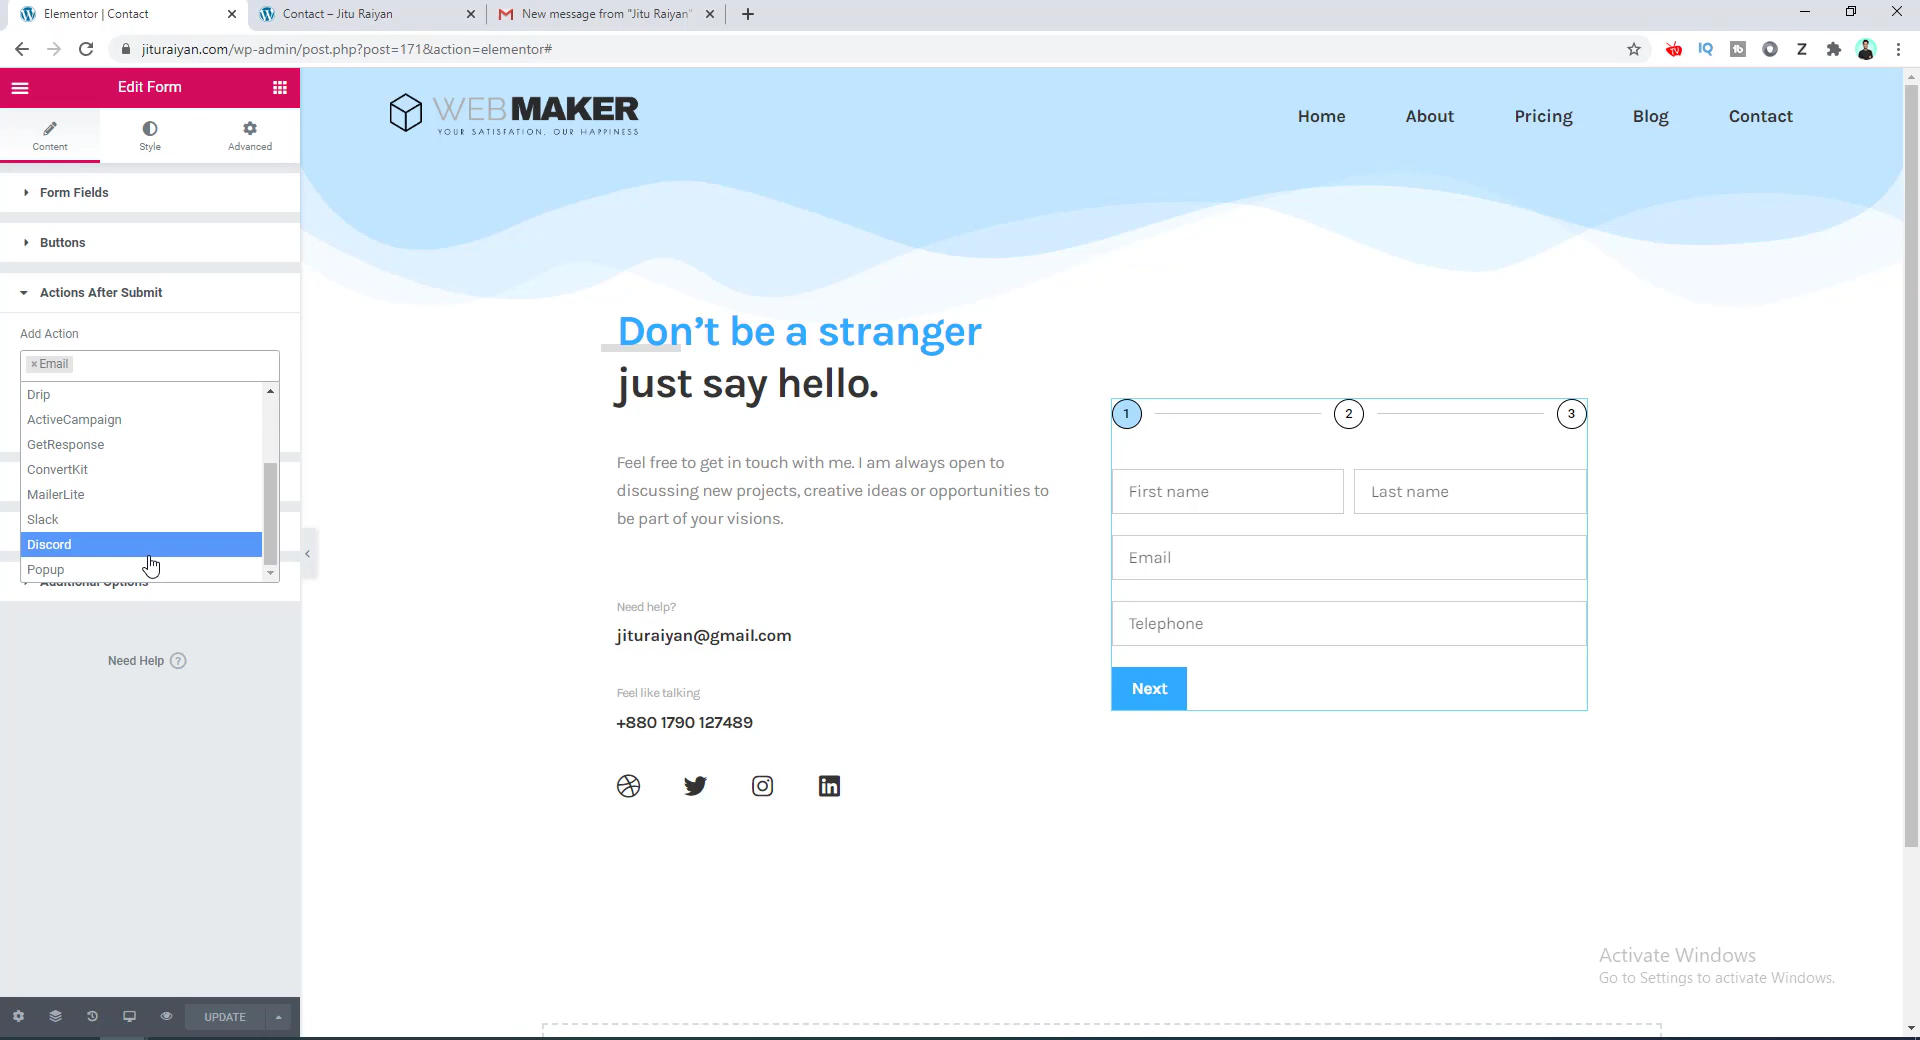 Elementor | Contact
Contact – Jitu Raiyan
New message from "Jitu Raiyan"
jituraiyan.com/wp-admin/post.php?post=171&action=elementor#
Edit Form
Content
Style
Advanced
Form Fields
Buttons
Actions After Submit
Add Action
× Email
Drip
ActiveCampaign
GetResponse
ConvertKit
MailerLite
Slack
Discord
Popup
Additional Options
Need Help ?
UPDATE
WEBMAKER
YOUR SATISFATION, OUR HAPPINESS
Home
About
Pricing
Blog
Contact
Don't be a stranger
just say hello.
Feel free to get in touch with me. I am always open to
discussing new projects, creative ideas or opportunities to
be part of your visions.
Need help?
jituraiyan@gmail.com
Feel like talking
+880 1790 127489
1
2
3
First name
Last name
Email
Telephone
Next
Activate Windows
Go to Settings to activate Windows.